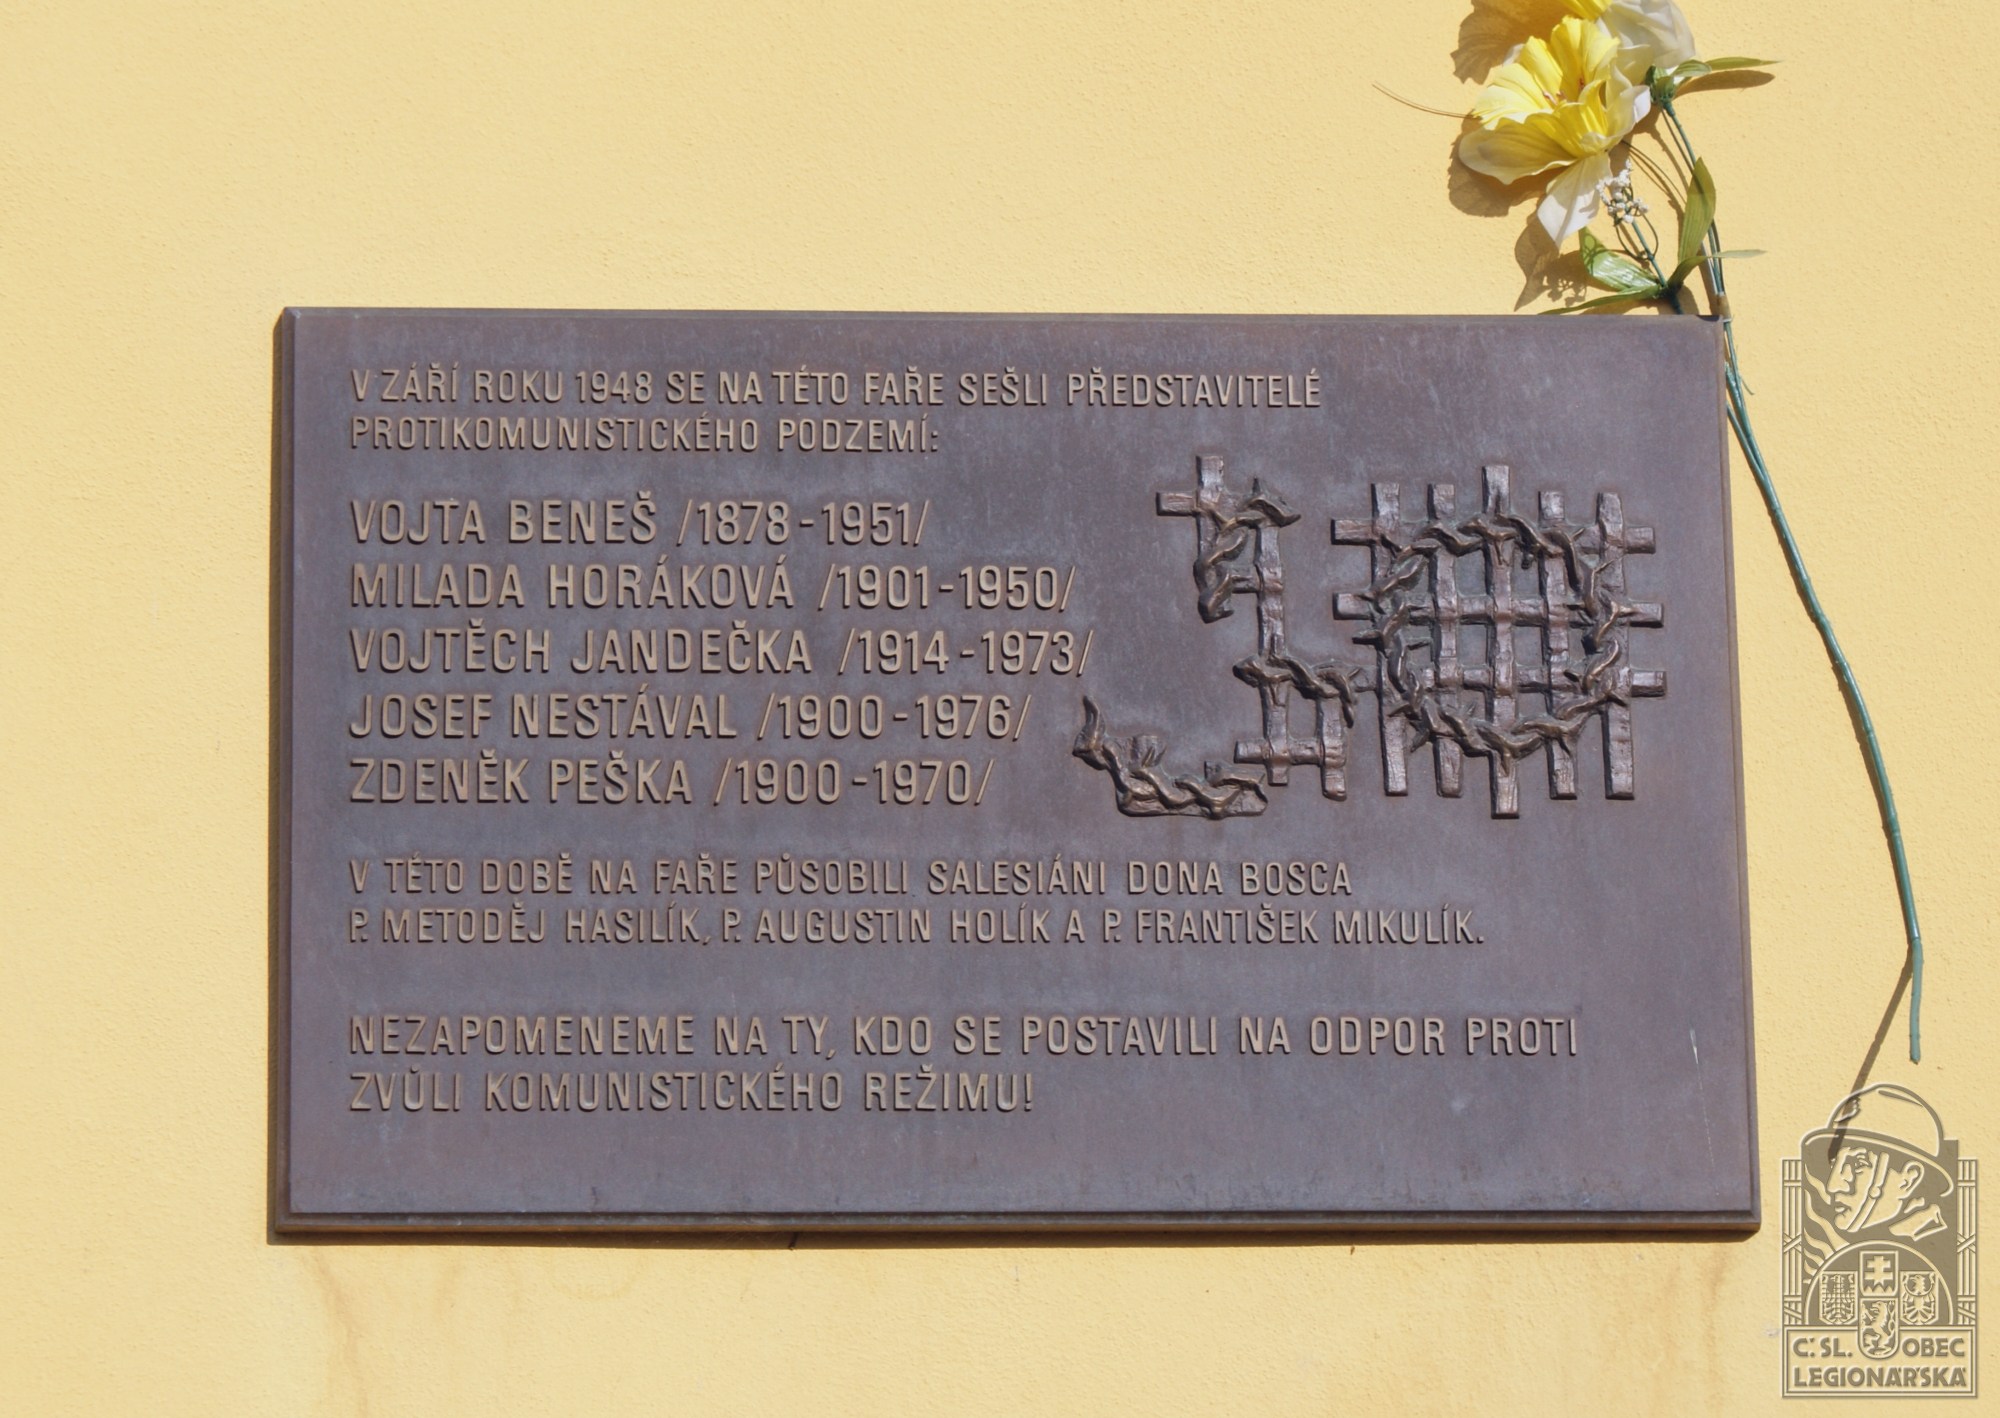 V ZÁŘÍ ROKU 1948 SE NA TÉTO FAŘE SEŠLI PŘEDSTAVITELÉ
PROTIKOMUNISTICKÉHO PODZEMÍ:
VOJTA BENEŠ /1878-1951/
MILADA HORÁKOVÁ /1901-1950/
VOJTĚCH JANDEČKA /1914-1973/
JOSEF NESTÁVAL /1900-1976/
ZDENĚK PEŠKA /1900-1970/
V TÉTO DOBĚ NA FAŘE PŮSOBILI SALESIÁNI DONA BOSCA
P. METODĚJ HASILÍK, P. AUGUSTIN HOLÍK A P. FRANTIŠEK MIKULÍK.
NEZAPOMENEME NA TY, KDO SE POSTAVILI NA ODPOR PROTI
ZVŮLI KOMUNISTICKÉHO REŽIMU!
Č.SL. OBEC
LEGIONÁŘSKÁ